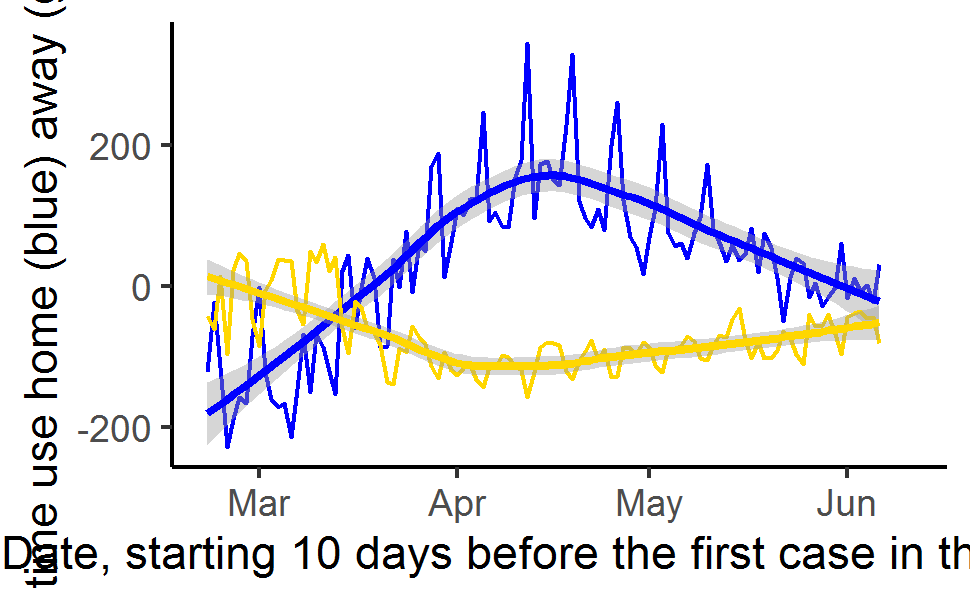 time use home (blue) away (g
200
0
-200
Mar Apr May Jun
Date, starting 10 days before the first case in th